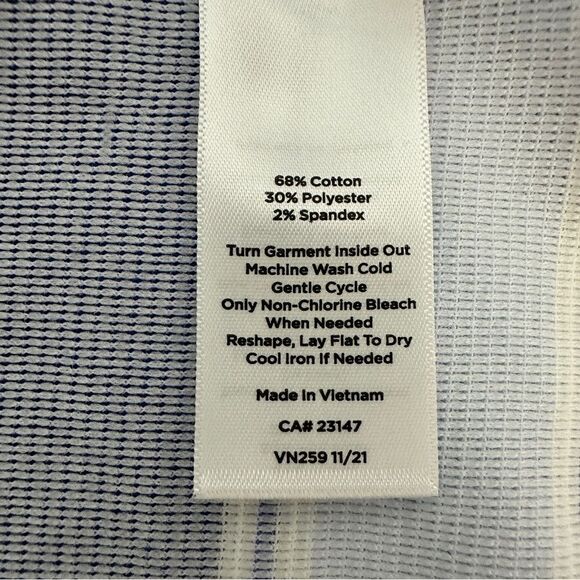 68% Cotton
30% Polyester
2% Spandex
Turn Garment Inside Out
Machine Wash Cold
Gentle Cycle
Only Non-Chlorine Bleach
When Needed
Reshape, Lay Flat To Dry
Cool Iron If Needed
Made In Vietnam
CA# 23147
VN259 11/21